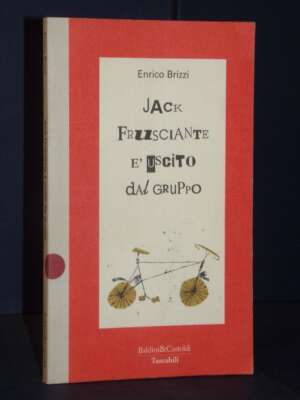 Enrico Brizzi
JACK
FRUSCIANTE
E' USCITO
dAL GRUPPO
Baldini&Castoldi
Tascabili